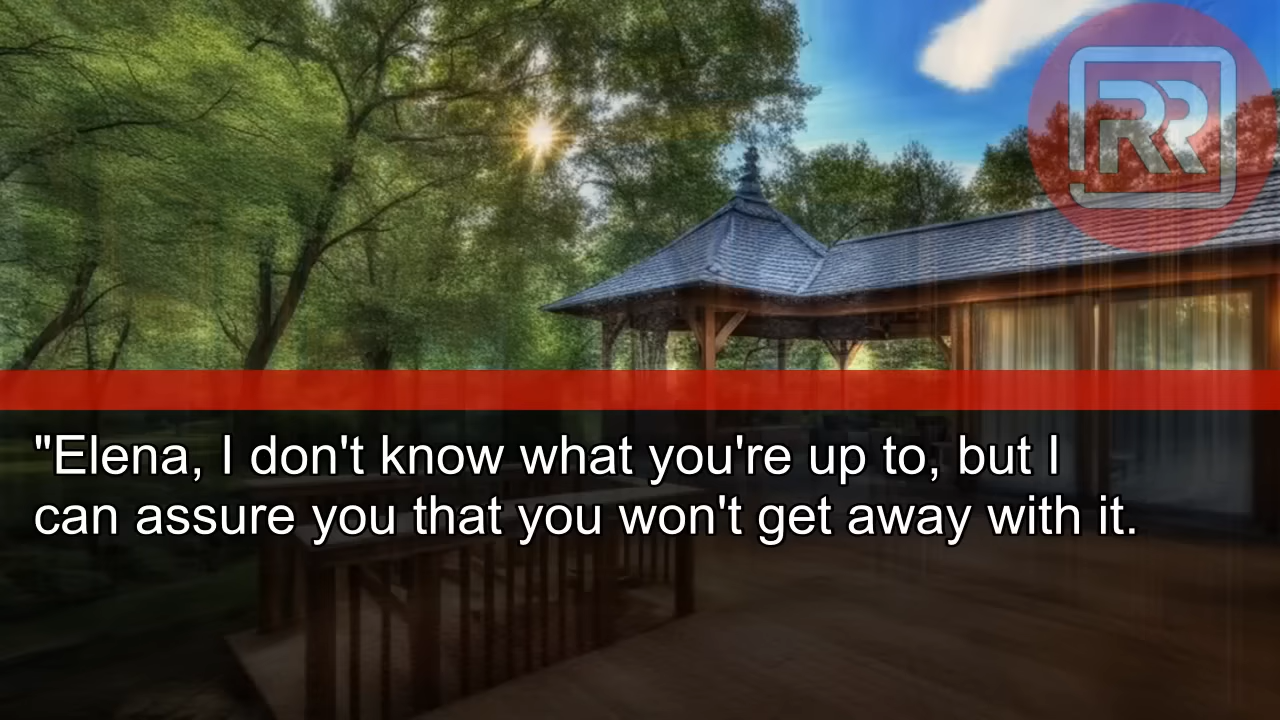 RR
"Elena, I don't know what you're up to, but I
can assure you that you won't get away with it.